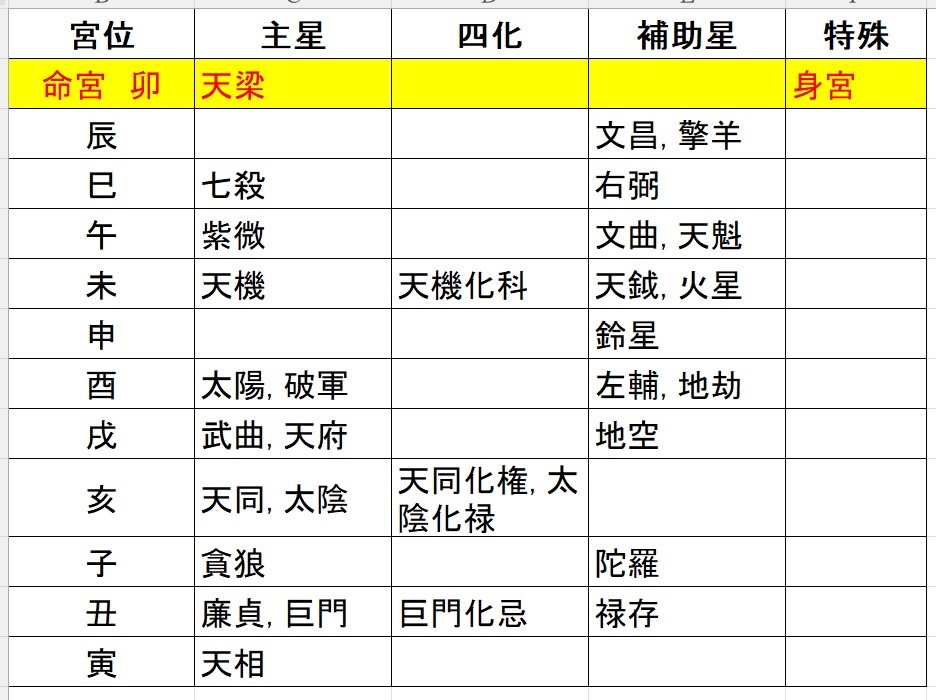 宮位 主星 四化 補助星 特殊
命宮 卯 天梁 身宮
辰 文昌, 擎羊
巳 七殺 右弼
午 紫微 文曲, 天魁
未 天機 天機化科 天鉞, 火星
申 鈴星
酉 太陽, 破軍 左輔, 地劫
戌 武曲, 天府 地空
亥 天同, 太陰 天同化権, 太
陰化禄
子 貪狼 陀羅
丑 廉貞, 巨門 巨門化忌 禄存
寅 天相